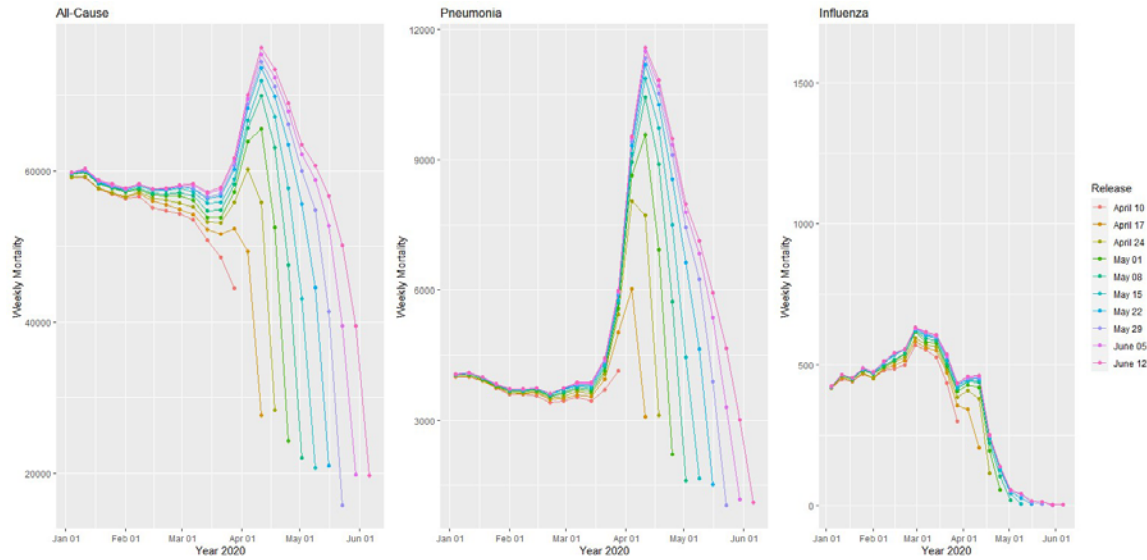 All-Cause
Weekly Mortality
60000
40000
20000
Jan 01 Feb 01 Mar 01 Apr 01 May 01 Jun 01
Year 2020
Pneumonia
Weekly Mortality
12000
9000
6000
3000
Jan 01 Feb 01 Mar 01 Apr 01 May 01 Jun 01
Year 2020
Influenza
Weekly Mortality
1500
1000
500
0
Jan 01 Feb 01 Mar 01 Apr 01 May 01 Jun 01
Year 2020
Release
April 10
April 17
April 24
May 01
May 08
May 15
May 22
May 29
June 05
June 12